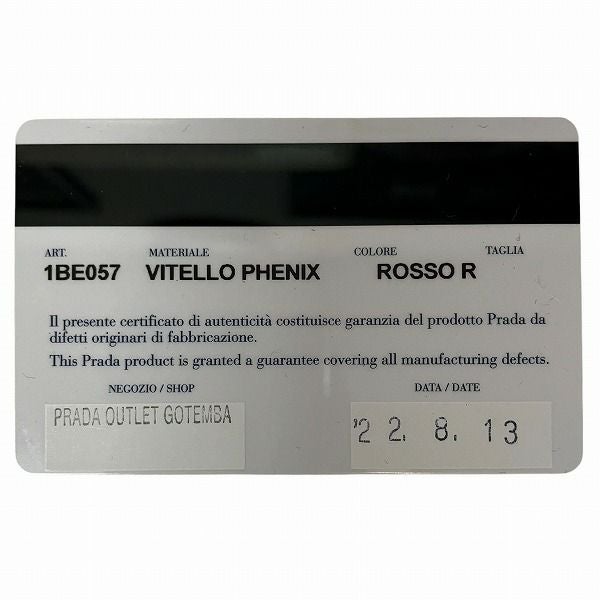 ART. MATERIALE COLORE TAGLIA
1BE057 VITELLO PHENIX ROSSO R
Il presente certificato di autenticità costituisce garanzia del prodotto Prada da
difetti originari di fabbricazione.
This Prada product is granted a guarantee covering all manufacturing defects.
NEGOZIO / SHOP DATA / DATE
PRADA OUTLET GOTEMBA '22. 8. 13